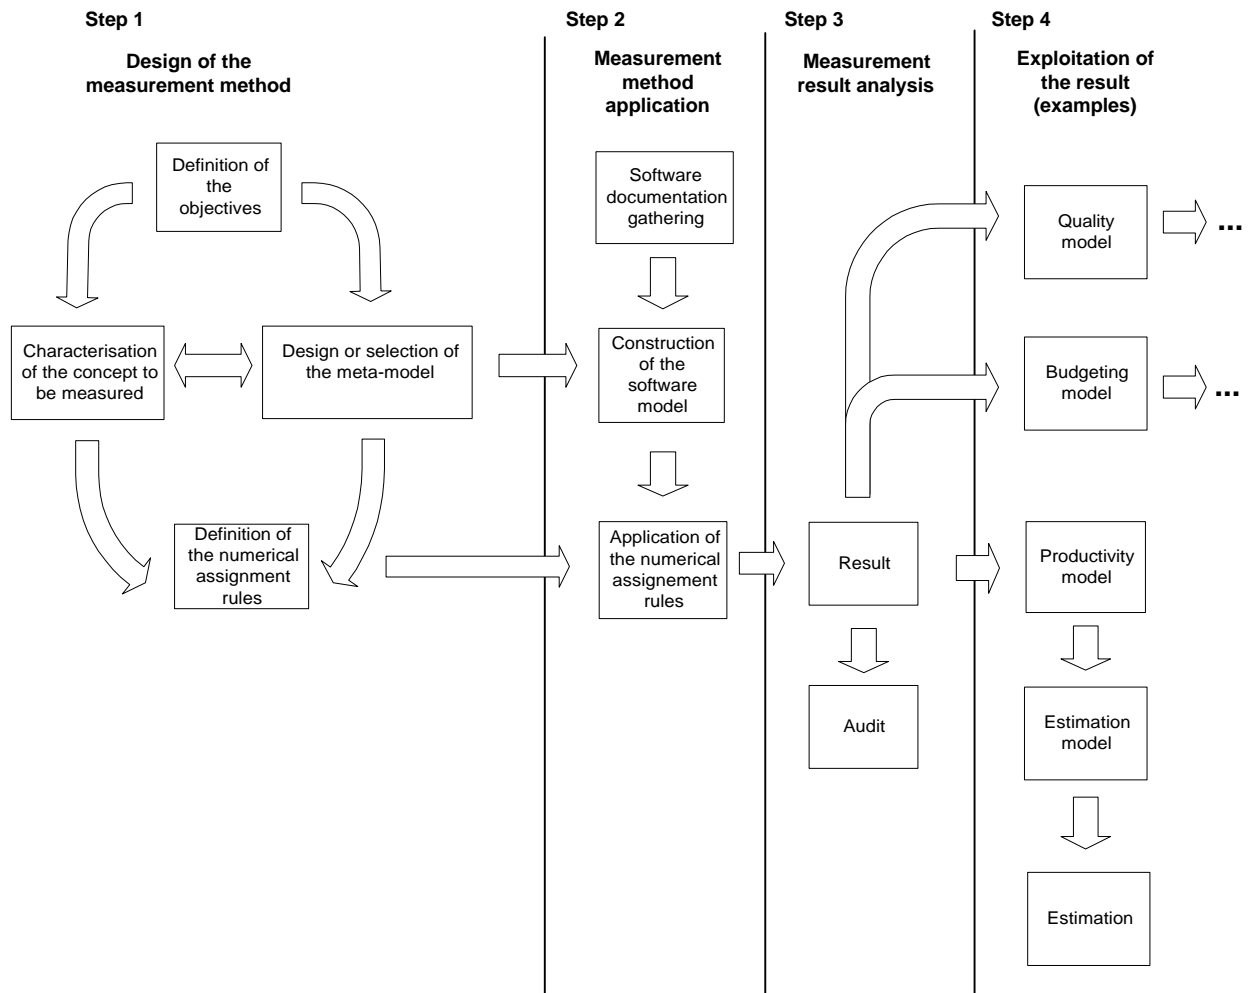 Step 1
Design of the
measurement method
Definition of
the
objectives
Characterisation
of the concept to
be measured
Design or selection of
the meta-model
Definition of
the numerical
assignment
rules
Step 2
Measurement
method
application
Software
documentation
gathering
Construction
of the
software
model
Application of
the numerical
assignement
rules
Step 3
Measurement
result analysis
Result
Audit
Step 4
Exploitation of
the result
(examples)
Quality
model
...
Budgeting
model
...
Productivity
model
Estimation
model
Estimation